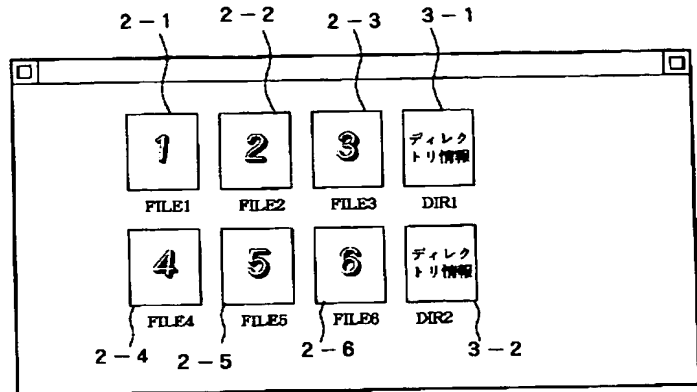 2-1 2-2 2-3 3-1
1 2 3 ディレク
トリ情報
FILE1 FILE2 FILE3 DIR1
4 5 6 ディレク
トリ情報
FILE4 FILE5 FILE6 DIR2
2-4 2-5 2-6 3-2